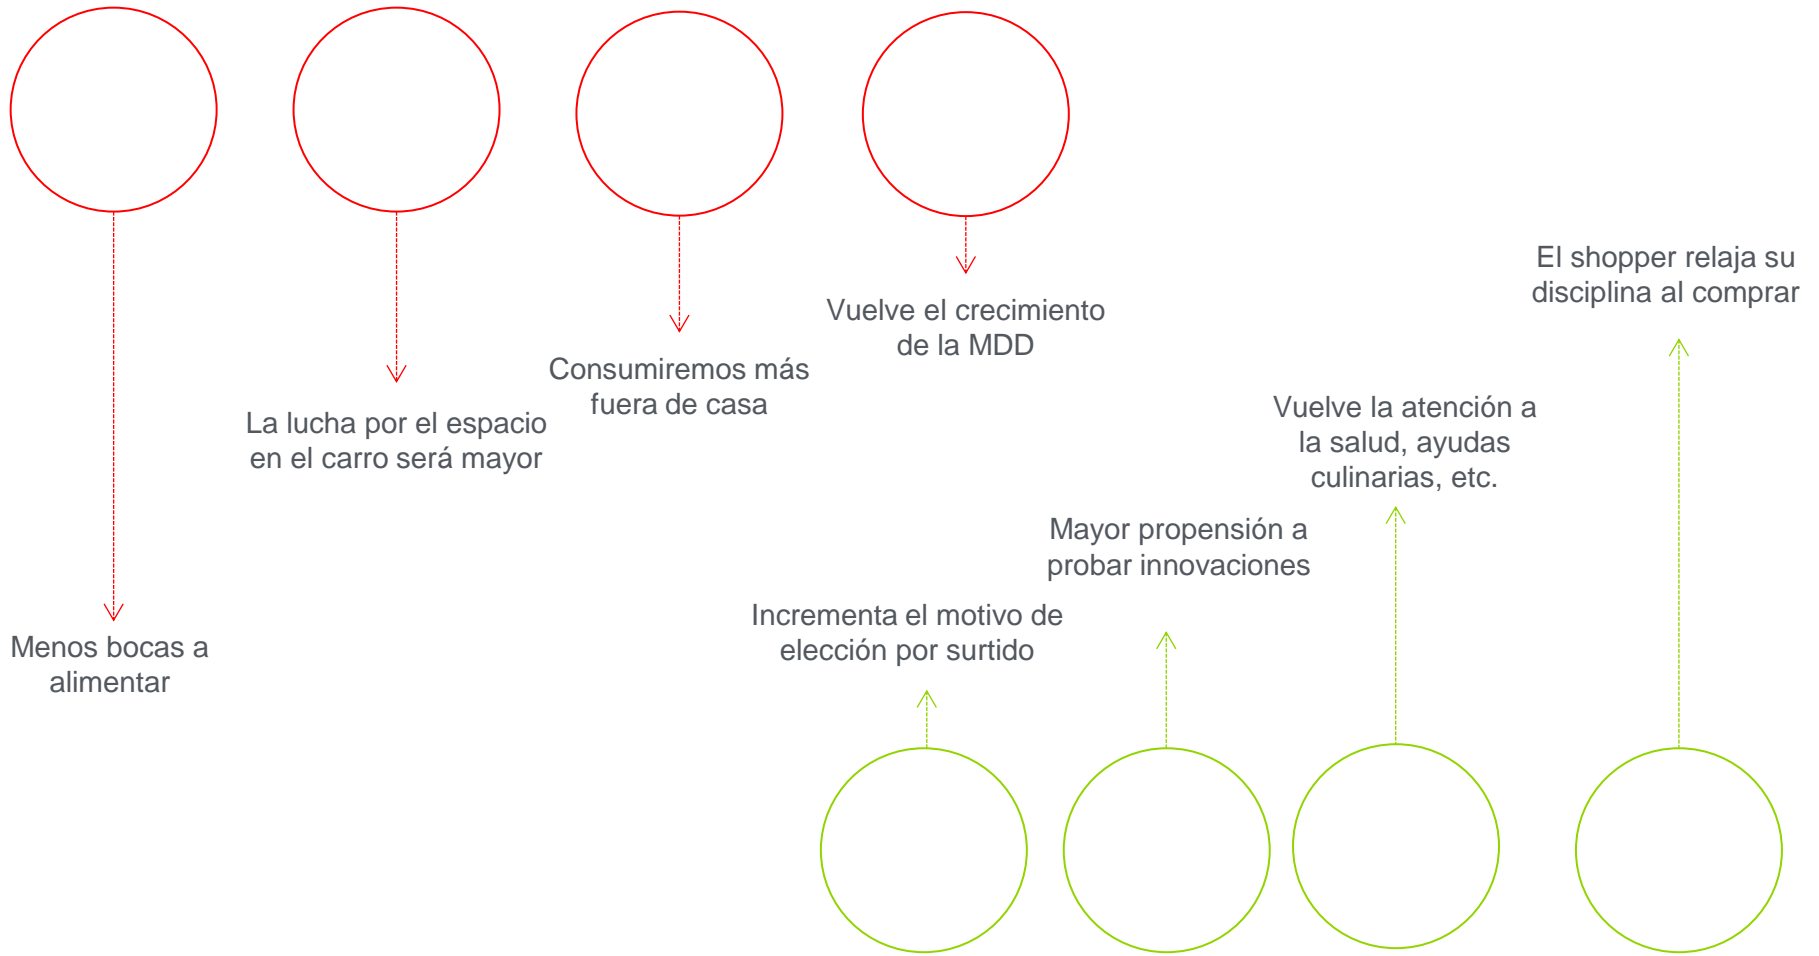 Menos bocas a
alimentar
La lucha por el espacio
en el carro será mayor
Consumiremos más
fuera de casa
Vuelve el crecimiento
de la MDD
Incrementa el motivo de
elección por surtido
Mayor propensión a
probar innovaciones
Vuelve la atención a
la salud, ayudas
culinarias, etc.
El shopper relaja su
disciplina al comprar